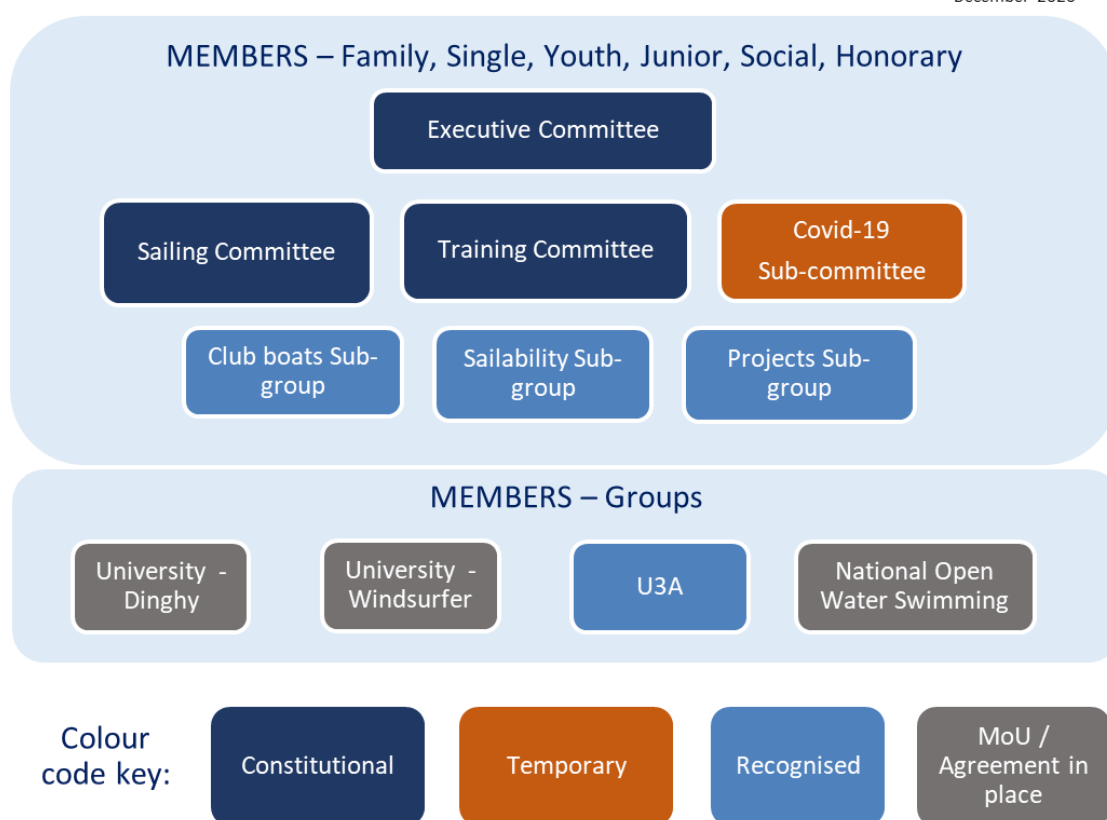 MEMBERS – Family, Single, Youth, Junior, Social, Honorary
Executive Committee
Sailing Committee
Training Committee
Covid-19
Sub-committee
Club boats Sub-
group
Sailability Sub-
group
Projects Sub-
group
MEMBERS – Groups
University -
Dinghy
University -
Windsurfer
U3A
National Open
Water Swimming
Colour
code key:
Constitutional
Temporary
Recognised
MoU /
Agreement in
place